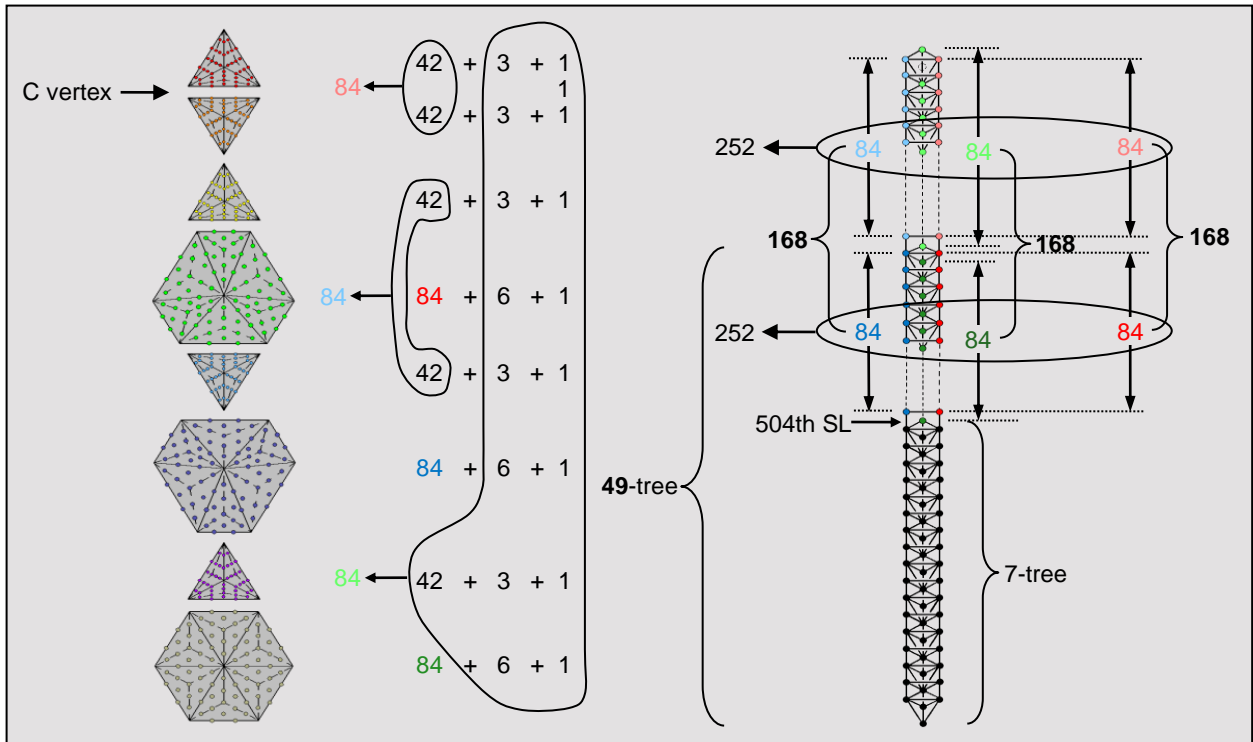 C vertex
84
42 + 3 + 1
1
42 + 3 + 1
42 + 3 + 1
84
84 + 6 + 1
42 + 3 + 1
84 + 6 + 1
84
42 + 3 + 1
84 + 6 + 1
252
84
84
84
168
168
168
252
84
84
84
504th SL
49-tree
7-tree